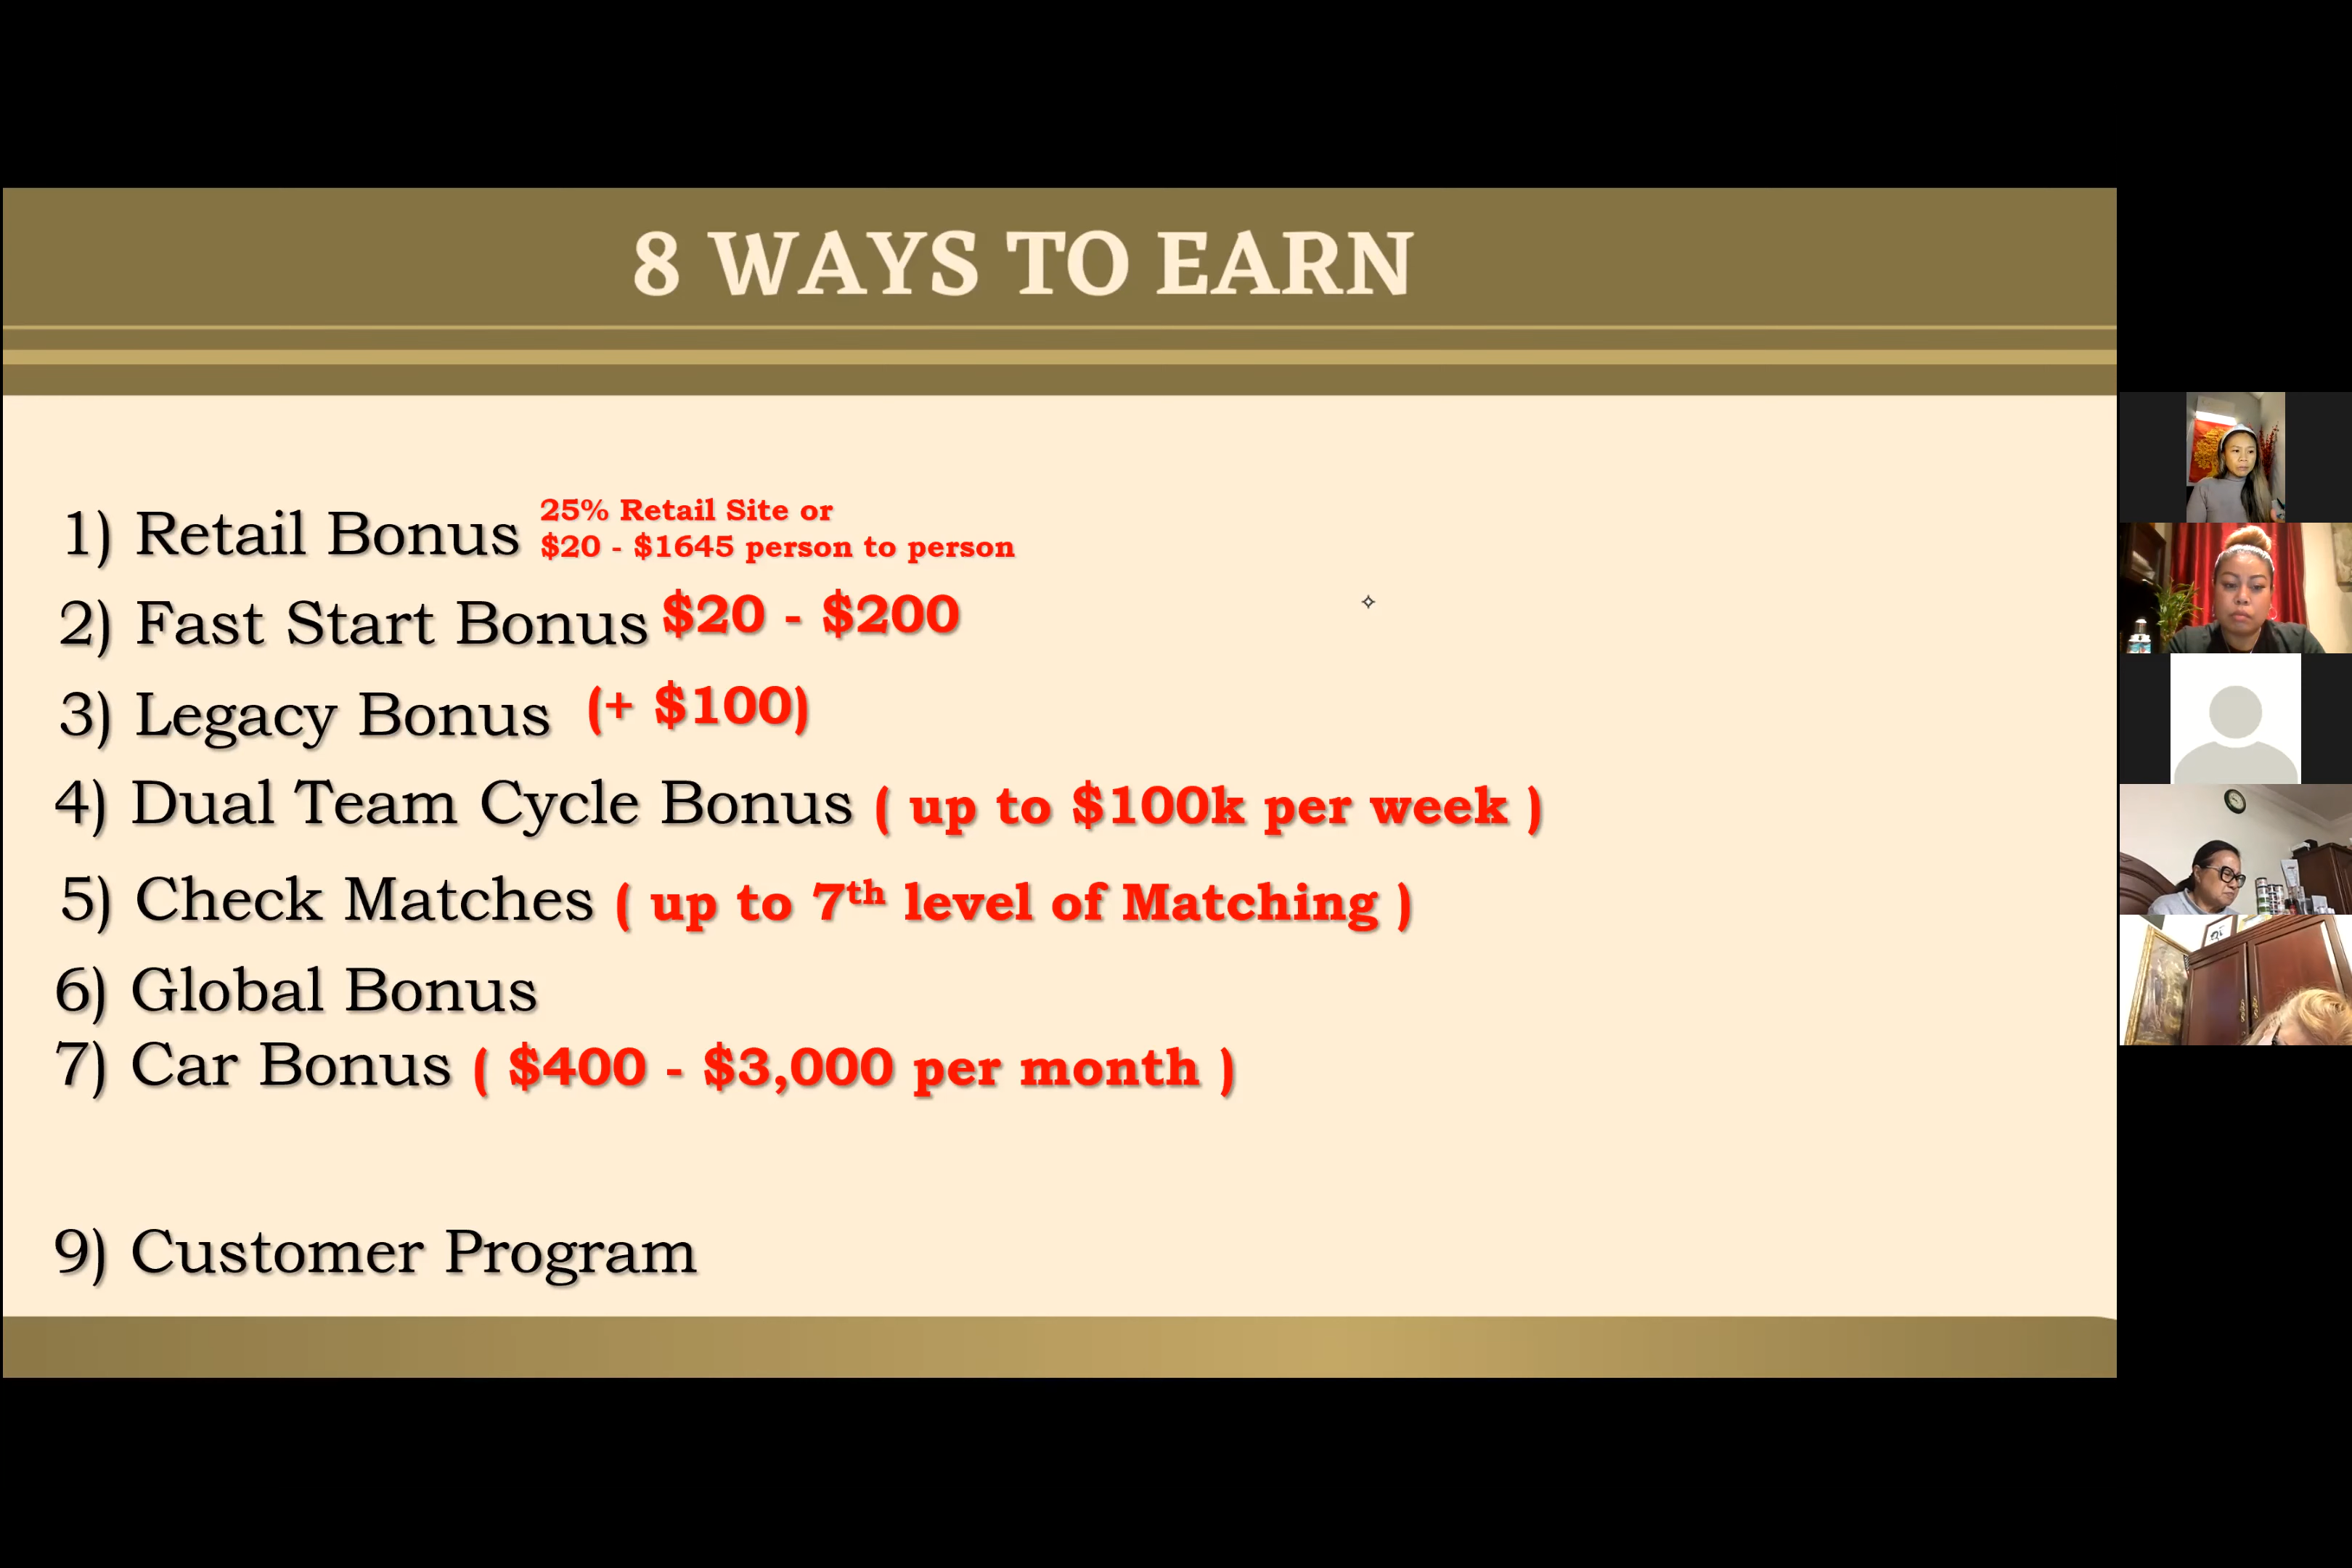 8 WAYS TO EARN
1) Retail Bonus 25% Retail Site or
$20 - $1645 person to person
2) Fast Start Bonus $20 - $200
3) Legacy Bonus (+ $100)
4) Dual Team Cycle Bonus ( up to $100k per week )
5) Check Matches ( up to 7th level of Matching )
6) Global Bonus
7) Car Bonus ( $400 - $3,000 per month )
9) Customer Program